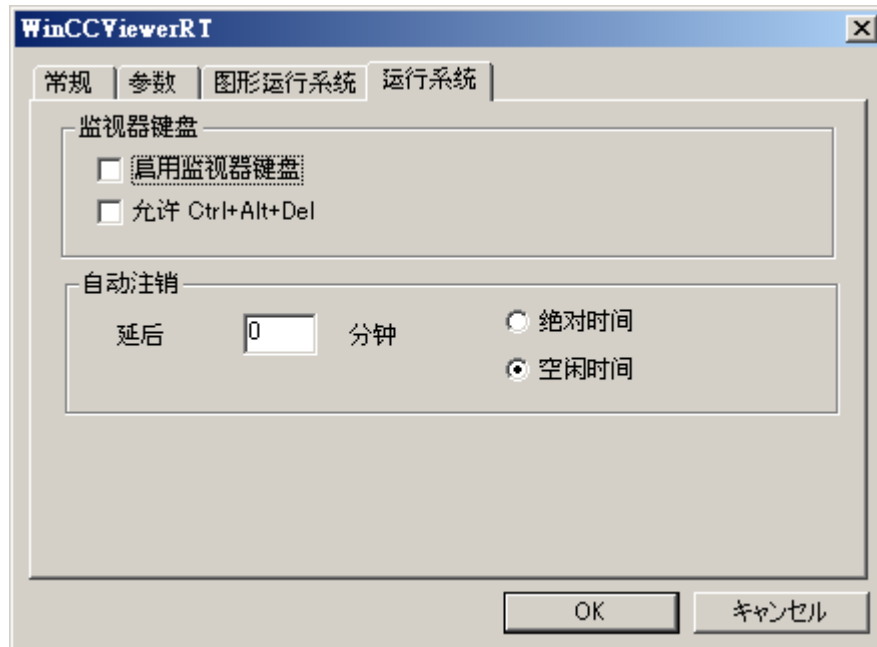 WinCCViewerRT
常规 参数 图形运行系统 运行系统
监视器键盘
启用监视器键盘
允许 Ctrl+Alt+Del
自动注销
延后 0 分钟 绝对时间
空闲时间
OK キャンセル